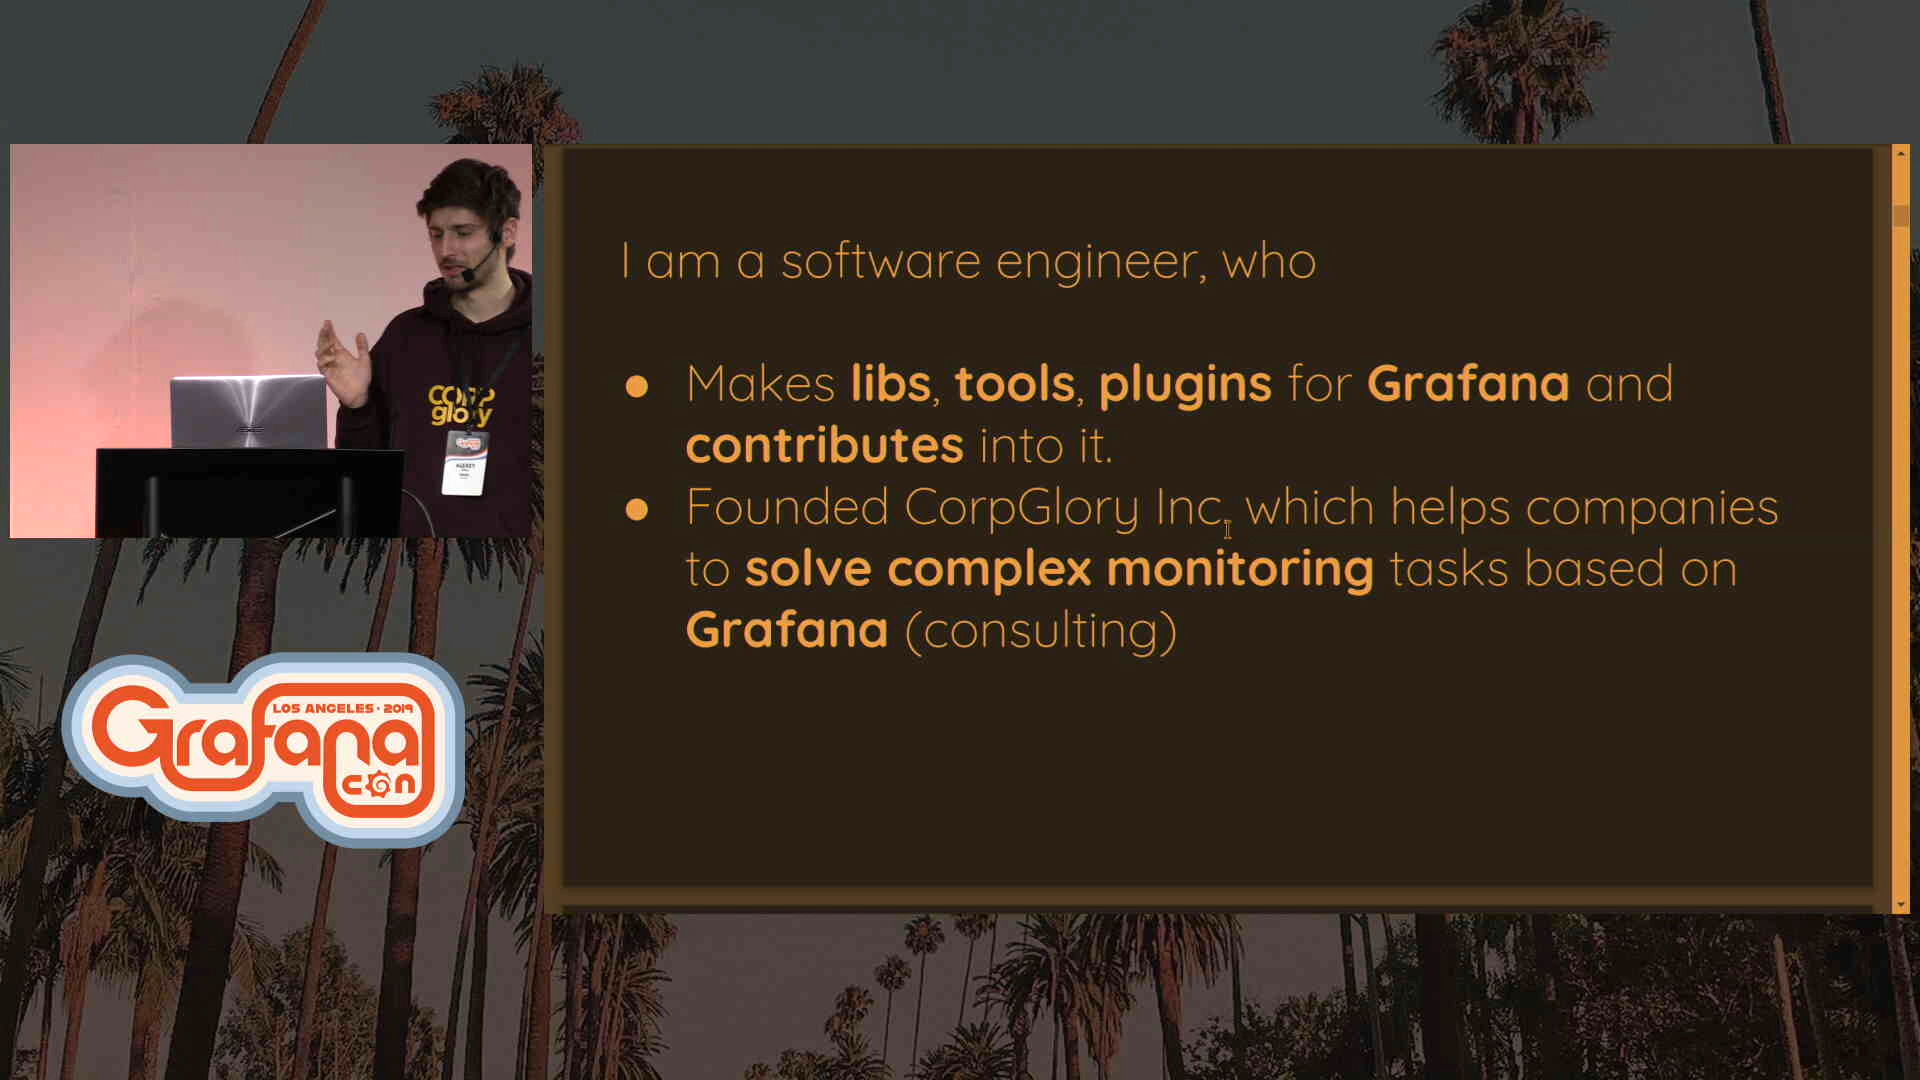 I am a software engineer, who
● Makes libs, tools, plugins for Grafana and
contributes into it.
● Founded CorpGlory Inc, which helps companies
to solve complex monitoring tasks based on
Grafana (consulting)
corp
glory
LOS ANGELES · 2019
Grafana
con